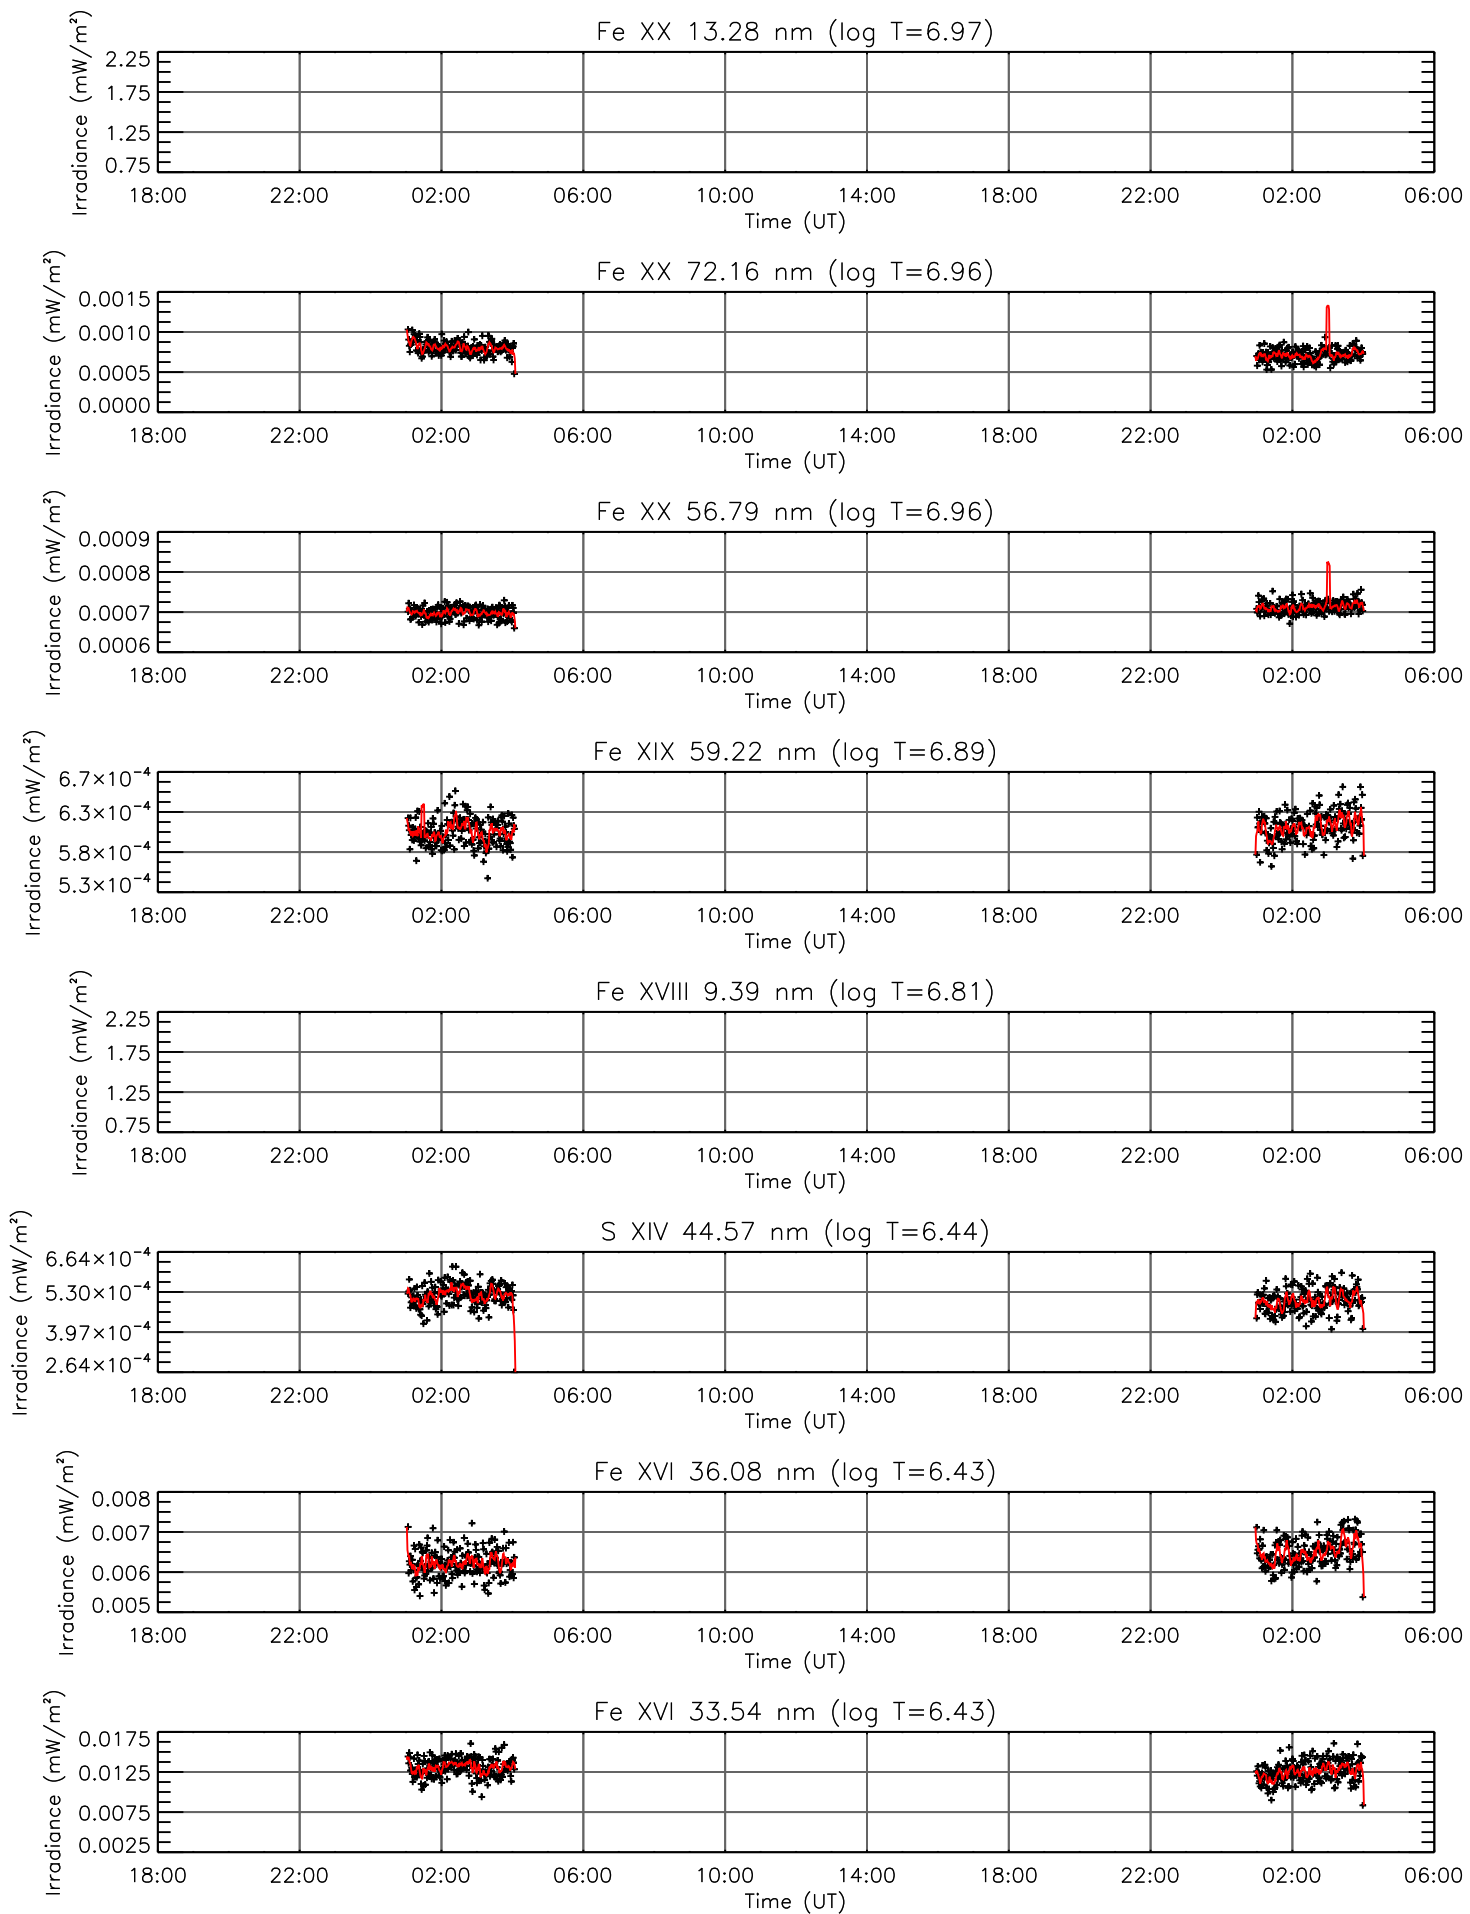 Fe XX 13.28 nm (log T=6.97)
Irradiance (mW/m²)
2.25
1.75
1.25
0.75
18:00 22:00 02:00 06:00 10:00 14:00 18:00 22:00 02:00 06:00
Time (UT)
Fe XX 72.16 nm (log T=6.96)
Irradiance (mW/m²)
0.0015
0.0010
0.0005
0.0000
18:00 22:00 02:00 06:00 10:00 14:00 18:00 22:00 02:00 06:00
Time (UT)
Fe XX 56.79 nm (log T=6.96)
Irradiance (mW/m²)
0.0009
0.0008
0.0007
0.0006
18:00 22:00 02:00 06:00 10:00 14:00 18:00 22:00 02:00 06:00
Time (UT)
Fe XIX 59.22 nm (log T=6.89)
Irradiance (mW/m²)
6.7×10⁻⁴
6.3×10⁻⁴
5.8×10⁻⁴
5.3×10⁻⁴
18:00 22:00 02:00 06:00 10:00 14:00 18:00 22:00 02:00 06:00
Time (UT)
Fe XVIII 9.39 nm (log T=6.81)
Irradiance (mW/m²)
2.25
1.75
1.25
0.75
18:00 22:00 02:00 06:00 10:00 14:00 18:00 22:00 02:00 06:00
Time (UT)
S XIV 44.57 nm (log T=6.44)
Irradiance (mW/m²)
6.64×10⁻⁴
5.30×10⁻⁴
3.97×10⁻⁴
2.64×10⁻⁴
18:00 22:00 02:00 06:00 10:00 14:00 18:00 22:00 02:00 06:00
Time (UT)
Fe XVI 36.08 nm (log T=6.43)
Irradiance (mW/m²)
0.008
0.007
0.006
0.005
18:00 22:00 02:00 06:00 10:00 14:00 18:00 22:00 02:00 06:00
Time (UT)
Fe XVI 33.54 nm (log T=6.43)
Irradiance (mW/m²)
0.0175
0.0125
0.0075
0.0025
18:00 22:00 02:00 06:00 10:00 14:00 18:00 22:00 02:00 06:00
Time (UT)